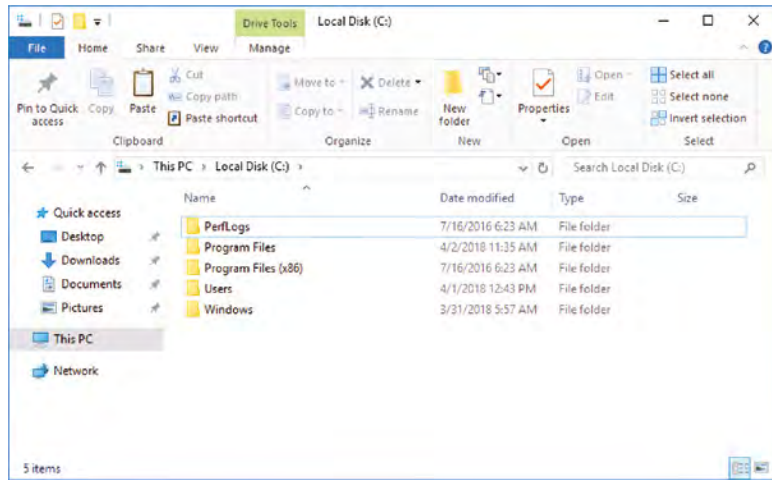 Drive Tools Local Disk (C:)
File Home Share View Manage
Pin to Quick access
Copy
Paste
Cut
Copy path
Paste shortcut
Move to
Copy to
Delete
Rename
New folder
Properties
Open
Edit
Select all
Select none
Invert selection
Clipboard Organize New Open Select
This PC Local Disk (C:) Search Local Disk (C:)
Name Date modified Type Size
Quick access
Desktop
Downloads
Documents
Pictures
This PC
Network
PerfLogs 7/16/2016 6:23 AM File folder
Program Files 4/2/2018 11:35 AM File folder
Program Files (x86) 7/16/2016 6:23 AM File folder
Users 4/1/2018 12:43 PM File folder
Windows 3/31/2018 5:57 AM File folder
5 items